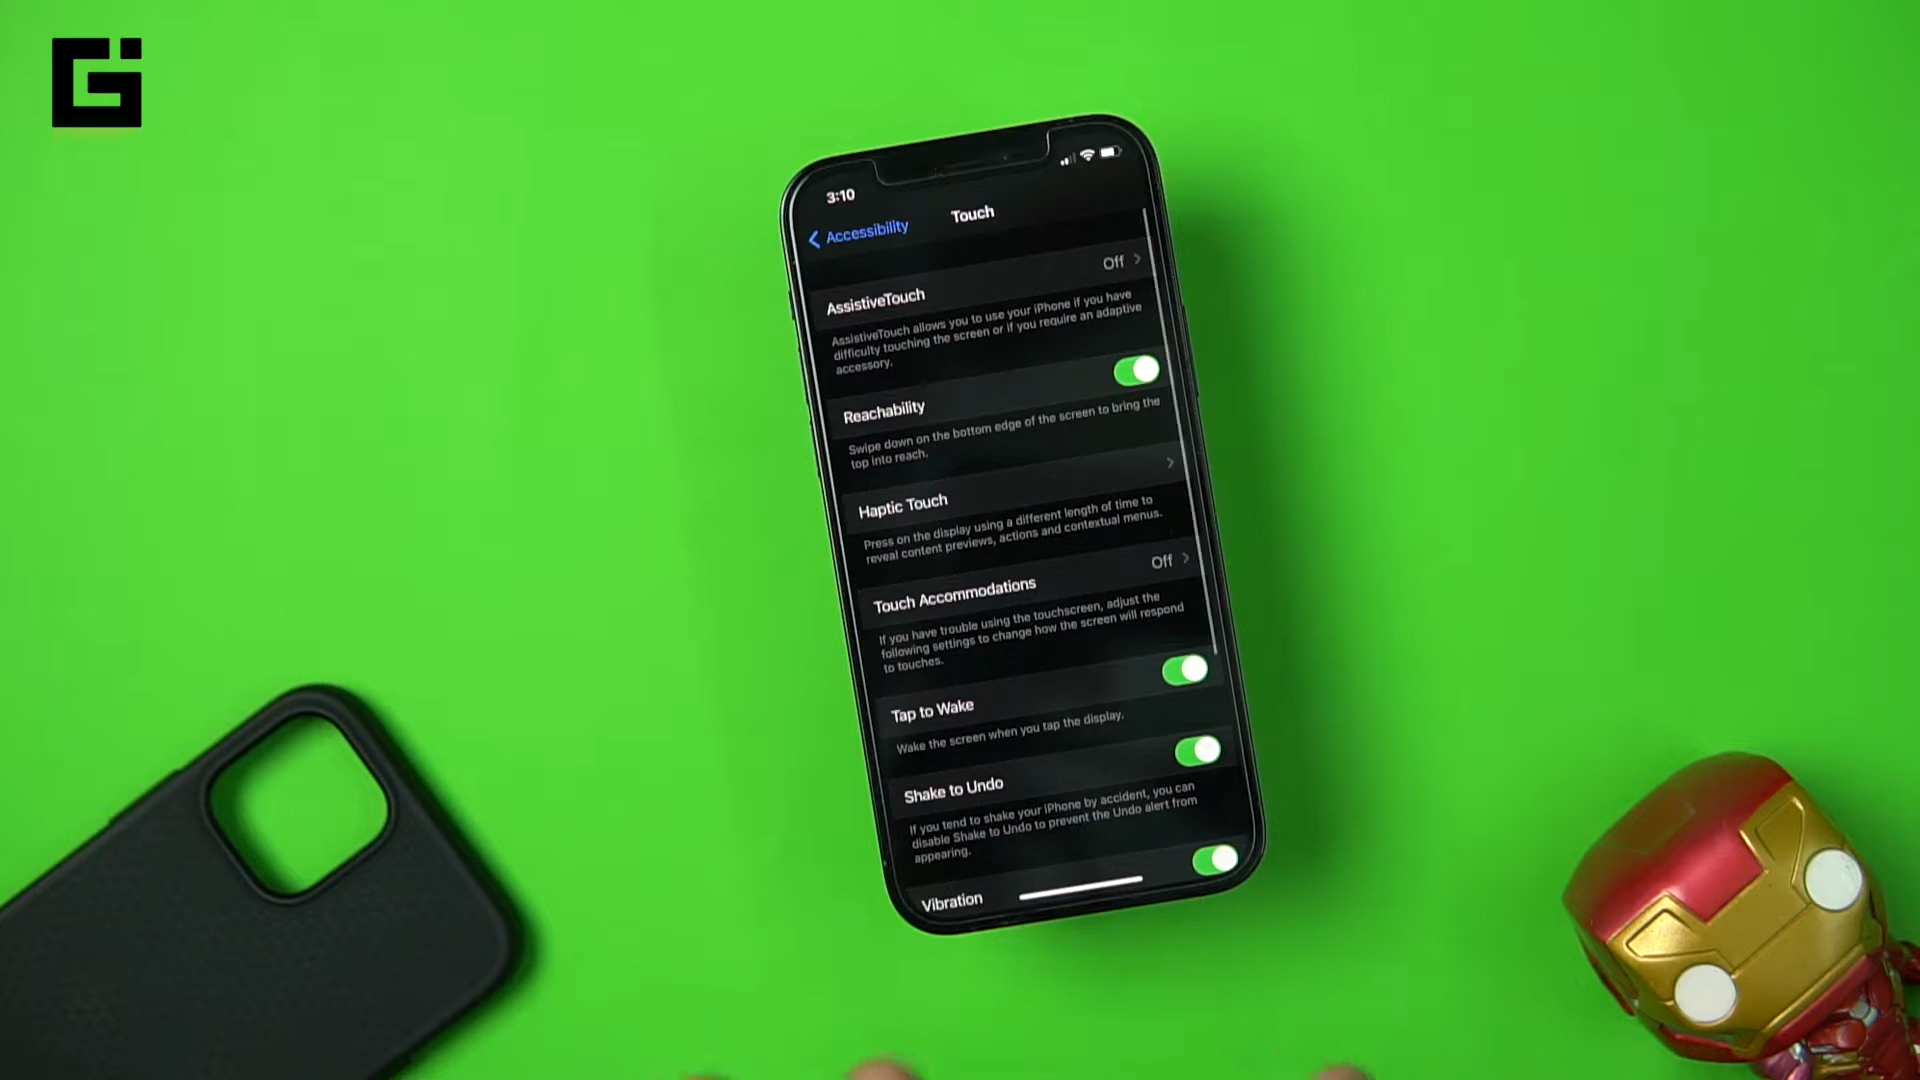 Gi
3:10
Accessibility
Touch
AssistiveTouch
Off
AssistiveTouch allows you to use your iPhone if you have
difficulty touching the screen or if you require an adaptive
accessory.
Reachability
Swipe down on the bottom edge of the screen to bring the
top into reach.
Haptic Touch
Press on the display using a different length of time to
reveal content previews, actions and contextual menus.
Touch Accommodations
Off
If you have trouble using the touchscreen, adjust the
following settings to change how the screen will respond
to touches.
Tap to Wake
Wake the screen when you tap the display.
Shake to Undo
If you tend to shake your iPhone by accident, you can
disable Shake to Undo to prevent the Undo alert from
appearing.
Vibration